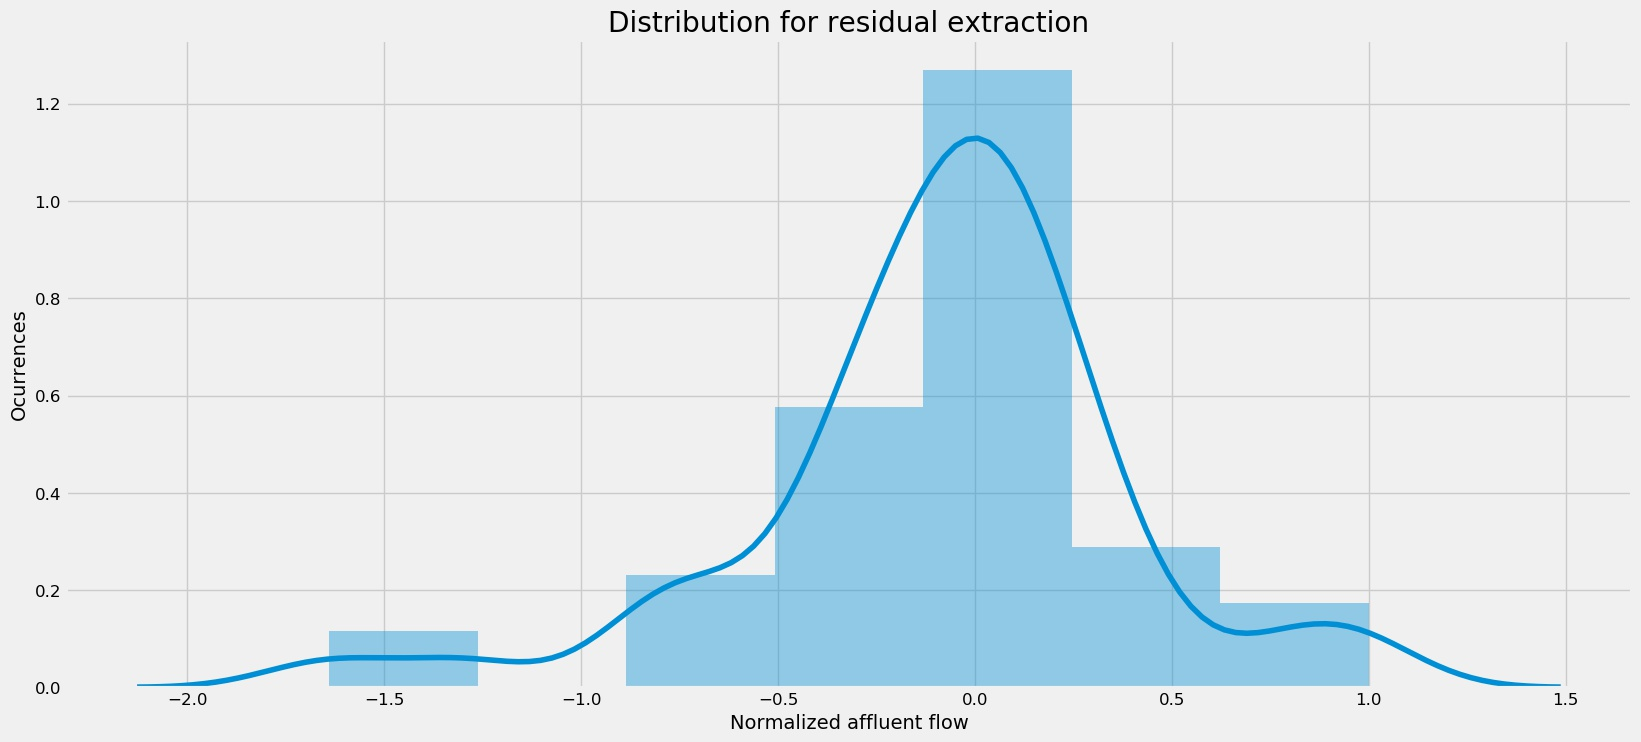 Distribution for residual extraction
1.2
1.0
0.8
0.6
0.4
0.2
0.0
Ocurrences
−2.0 −1.5 −1.0 −0.5 0.0 0.5 1.0 1.5
Normalized affluent flow